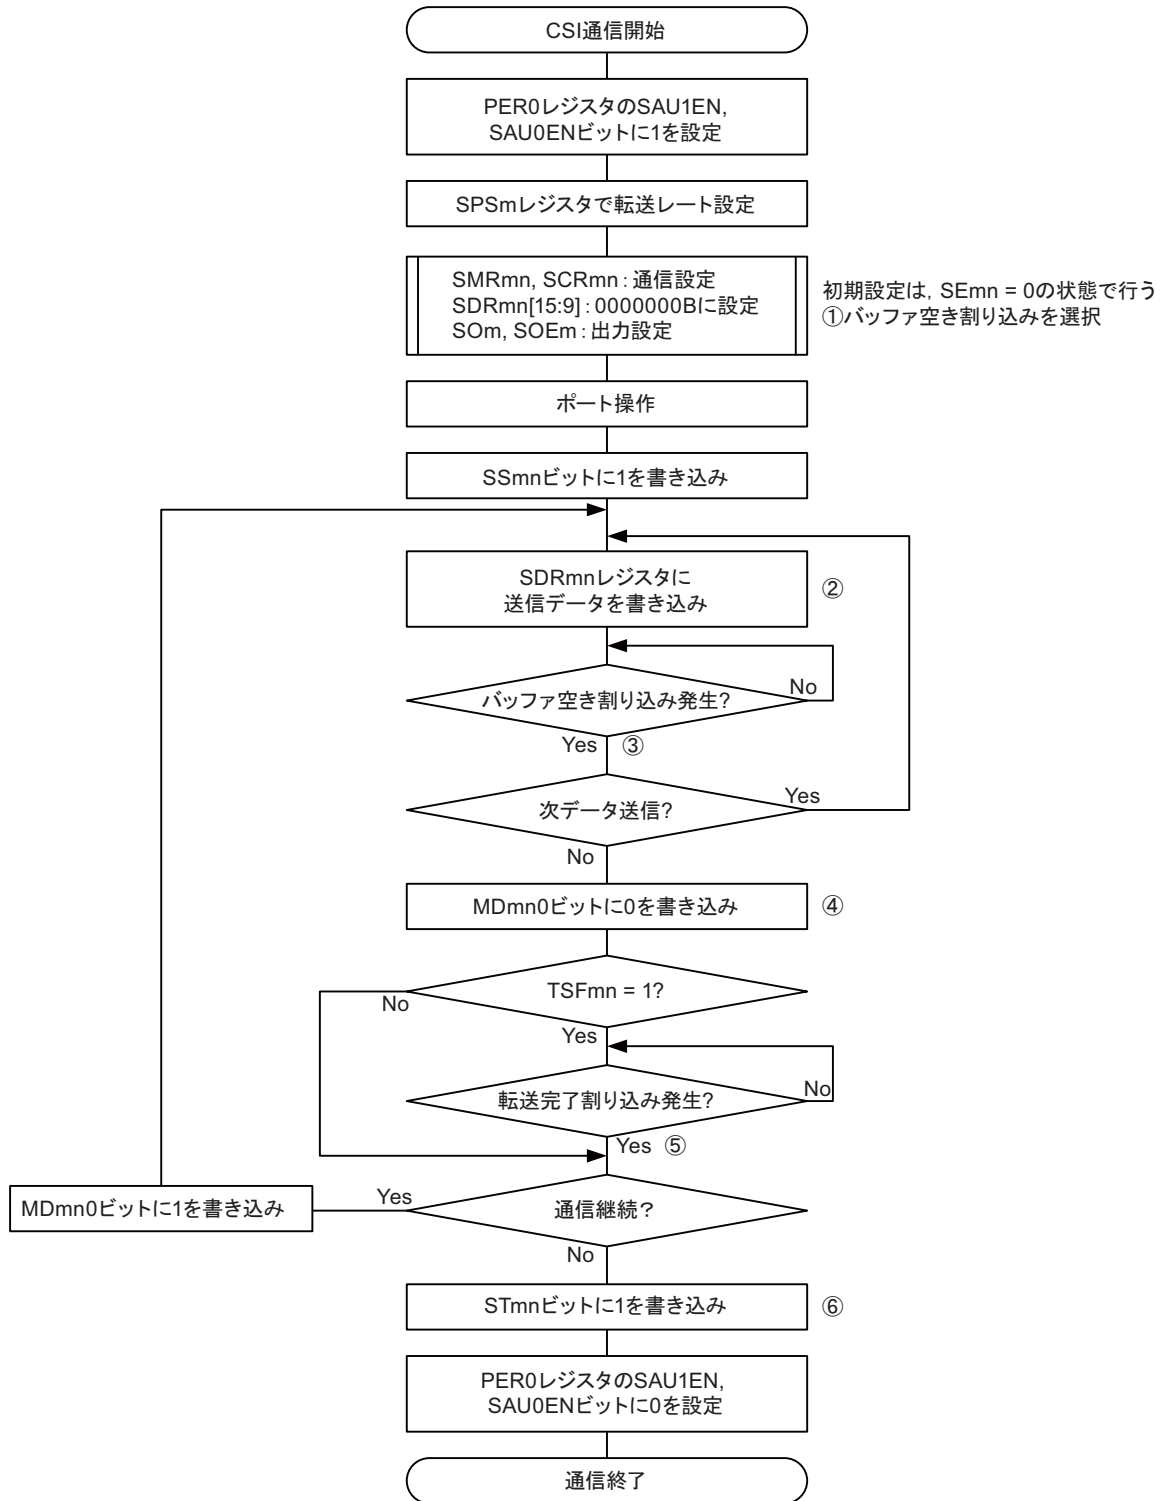 CSI通信開始
PER0レジスタのSAU1EN,
SAU0ENビットに1を設定
SPSmレジスタで転送レート設定
SMRmn, SCRmn：通信設定
SDRmn[15:9]：0000000Bに設定
SOm, SOEm：出力設定
初期設定は, SEmn = 0の状態で行う
①バッファ空き割り込みを選択
ポート操作
SSmnビットに1を書き込み
SDRmnレジスタに
送信データを書き込み
②
バッファ空き割り込み発生?
No
Yes ③
次データ送信?
Yes
No
MDmn0ビットに0を書き込み
④
TSFmn = 1?
No
Yes
転送完了割り込み発生?
No
Yes ⑤
MDmn0ビットに1を書き込み
Yes
通信継続？
No
STmnビットに1を書き込み
⑥
PER0レジスタのSAU1EN,
SAU0ENビットに0を設定
通信終了